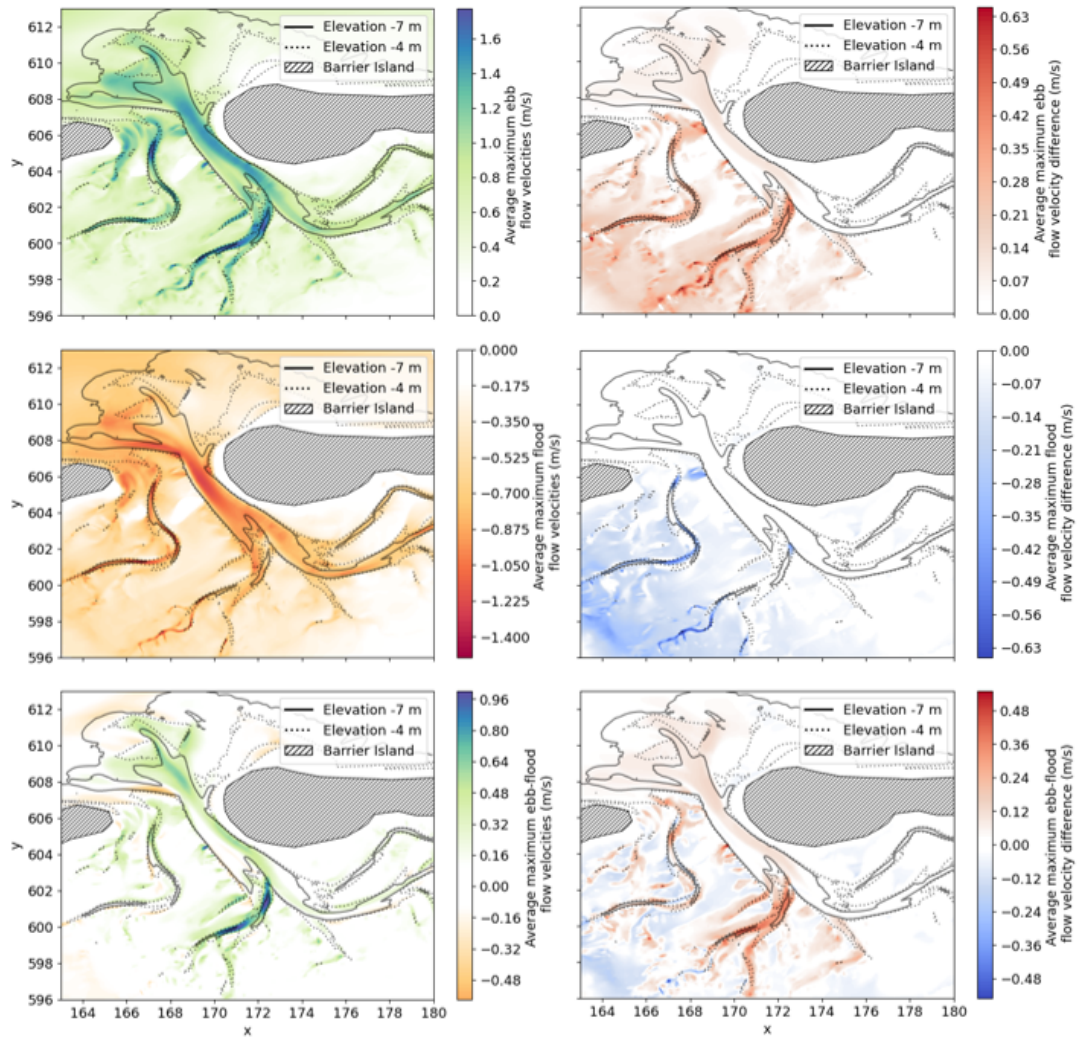 612
610
608
606
604
602
600
598
596
y
Elevation -7 m
Elevation -4 m
Barrier Island
1.6
1.4
1.2
1.0
0.8
0.6
0.4
0.2
0.0
Average maximum ebb
flow velocities (m/s)
Elevation -7 m
Elevation -4 m
Barrier Island
0.63
0.56
0.49
0.42
0.35
0.28
0.21
0.14
0.07
0.00
Average maximum ebb
flow velocity difference (m/s)
612
610
608
606
604
602
600
598
596
y
Elevation -7 m
Elevation -4 m
Barrier Island
0.000
−0.175
−0.350
−0.525
−0.700
−0.875
−1.050
−1.225
−1.400
Average maximum flood
flow velocities (m/s)
Elevation -7 m
Elevation -4 m
Barrier Island
0.00
−0.07
−0.14
−0.21
−0.28
−0.35
−0.42
−0.49
−0.56
−0.63
Average maximum flood
flow velocity difference (m/s)
612
610
608
606
604
602
600
598
596
y
164 166 168 170 172 174 176 178 180
x
Elevation -7 m
Elevation -4 m
Barrier Island
0.96
0.80
0.64
0.48
0.32
0.16
0.00
−0.16
−0.32
−0.48
Average maximum ebb-flood
flow velocities (m/s)
Elevation -7 m
Elevation -4 m
Barrier Island
164 166 168 170 172 174 176 178 180
x
0.48
0.36
0.24
0.12
0.00
−0.12
−0.24
−0.36
−0.48
Average maximum ebb-flood
flow velocity difference (m/s)